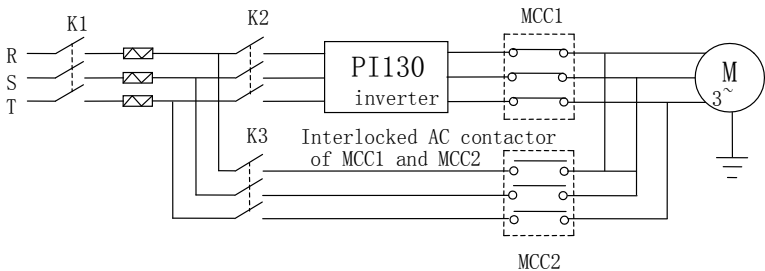 K1
K2
MCC1
R
S
T
PI130
inverter
M
3~
K3
Interlocked AC contactor
of MCC1 and MCC2
MCC2